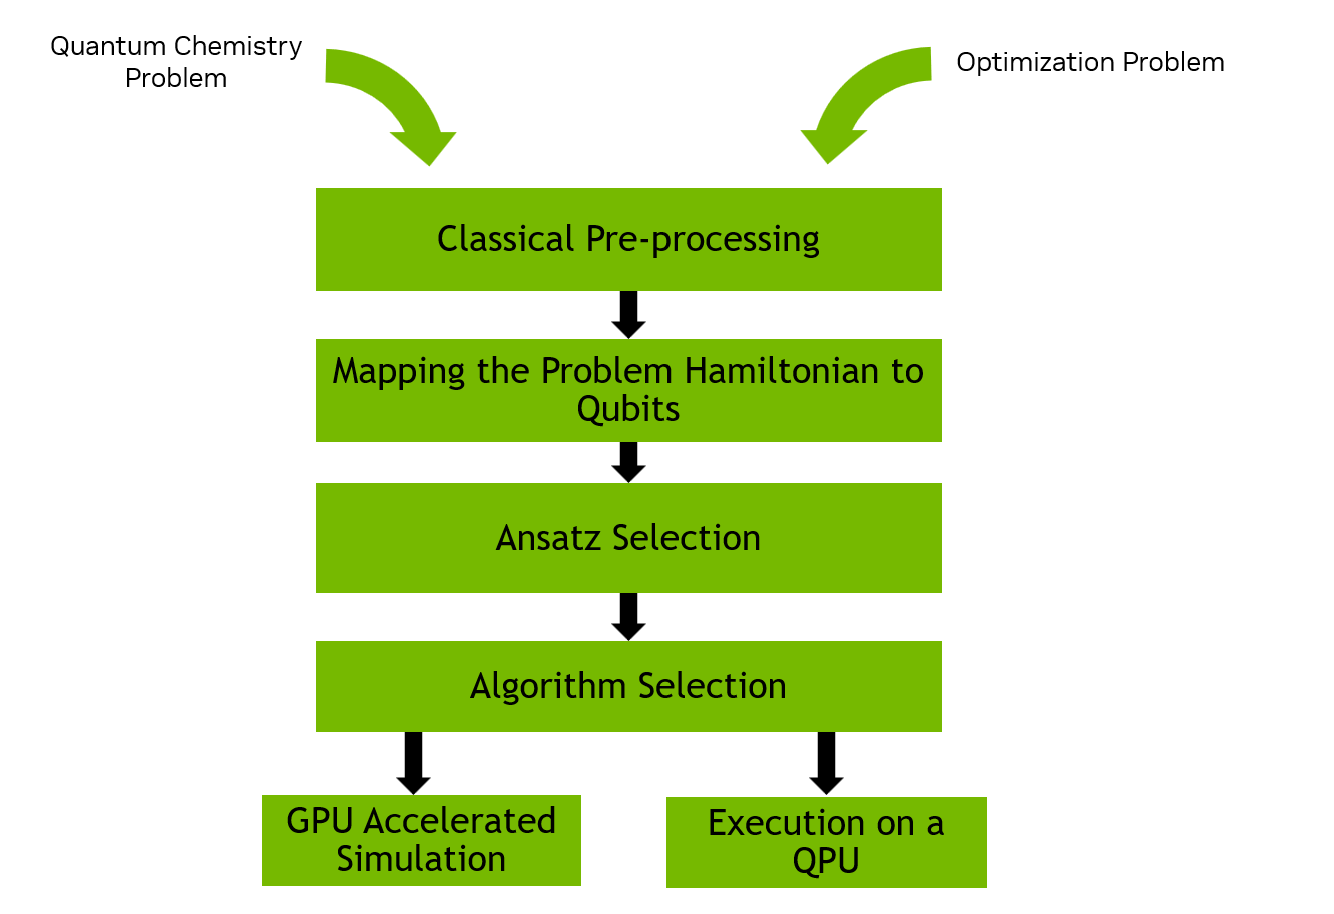 Quantum Chemistry
Problem
Optimization Problem
Classical Pre-processing
Mapping the Problem Hamiltonian to
Qubits
Ansatz Selection
Algorithm Selection
GPU Accelerated
Simulation
Execution on a
QPU